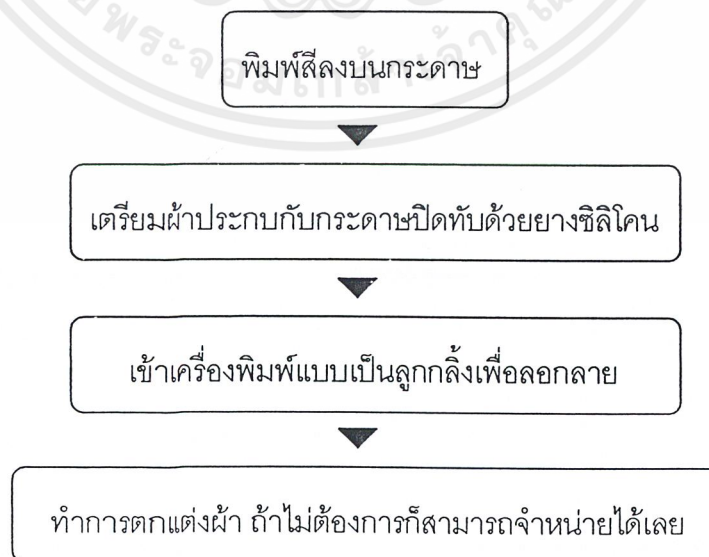 พิมพ์สีลงบนกระดาษ
เตรียมผ้าประกบกับกระดาษปิดทับด้วยยางซิลิโคน
เข้าเครื่องพิมพ์แบบเป็นลูกกลิ้งเพื่อลอกลาย
ทำการตกแต่งผ้า ถ้าไม่ต้องการก็สามารถจำหน่ายได้เลย